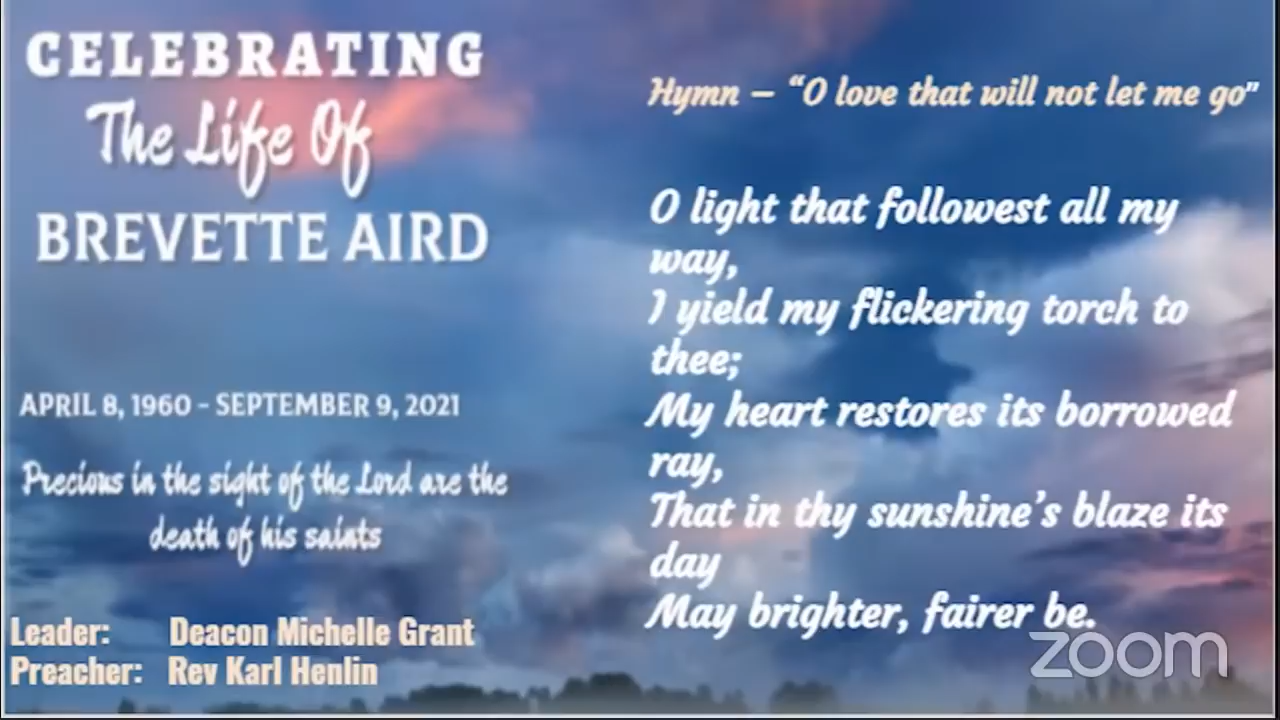 CELEBRATING
The Life Of
BREVETTE AIRD
APRIL 8, 1960 - SEPTEMBER 9, 2021
Precious in the sight of the Lord are the
death of his saints
Leader: Deacon Michelle Grant
Preacher: Rev Karl Henlin
Hymn – “O love that will not let me go”
O light that followest all my
way,
I yield my flickering torch to
thee;
My heart restores its borrowed
ray,
That in thy sunshine’s blaze its
day
May brighter, fairer be.
zoom